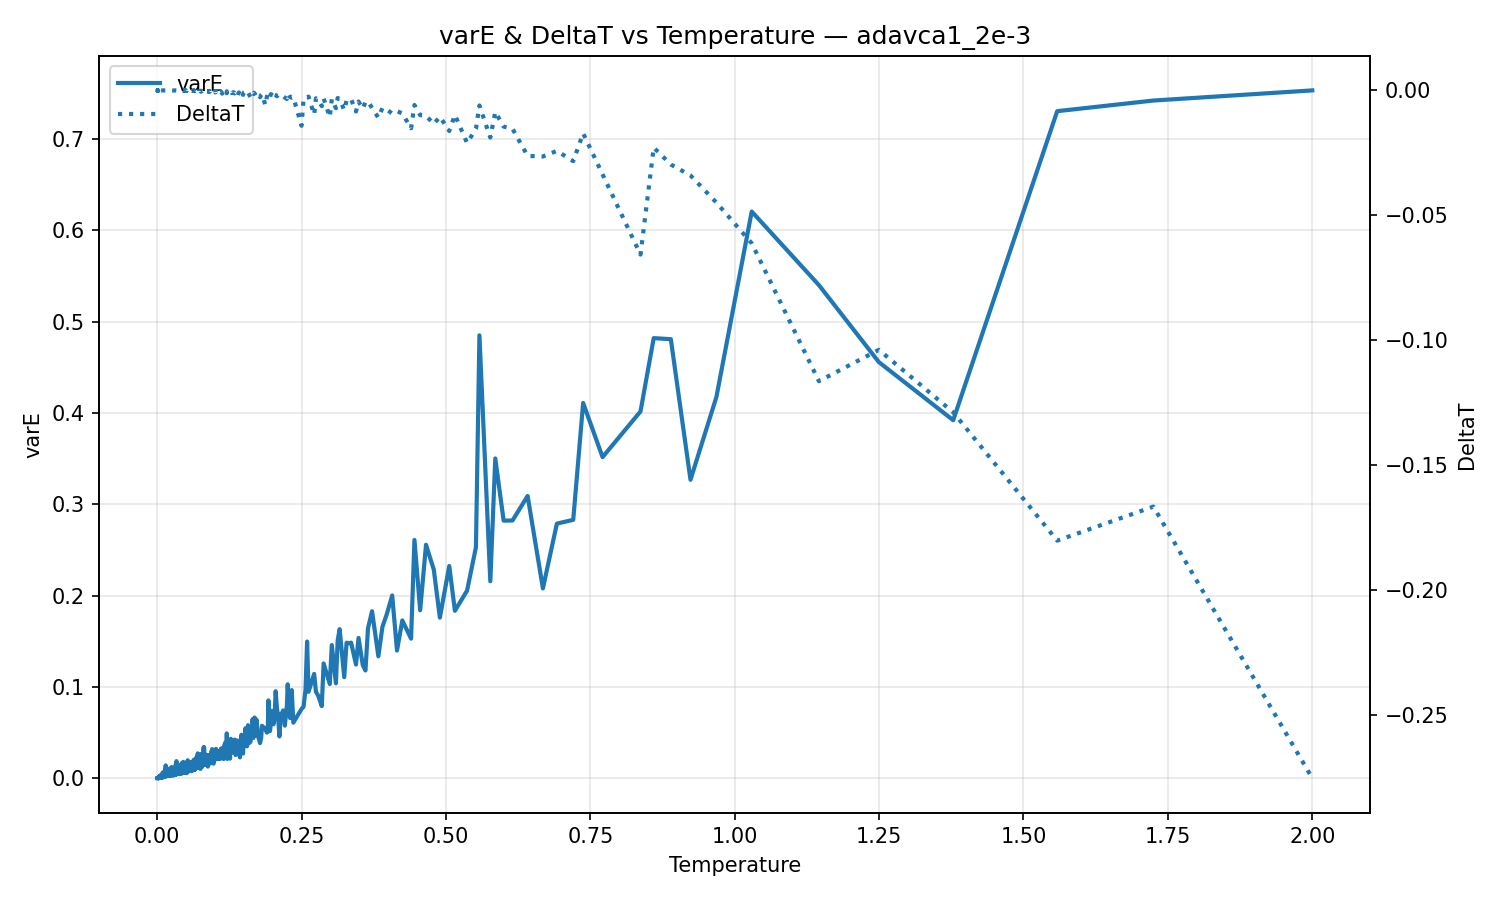 varE & DeltaT vs Temperature — adavca1_2e-3
varE
DeltaT
0.7
0.6
0.5
0.4
0.3
0.2
0.1
0.0
varE
0.00
−0.05
−0.10
−0.15
−0.20
−0.25
DeltaT
0.00 0.25 0.50 0.75 1.00 1.25 1.50 1.75 2.00
Temperature